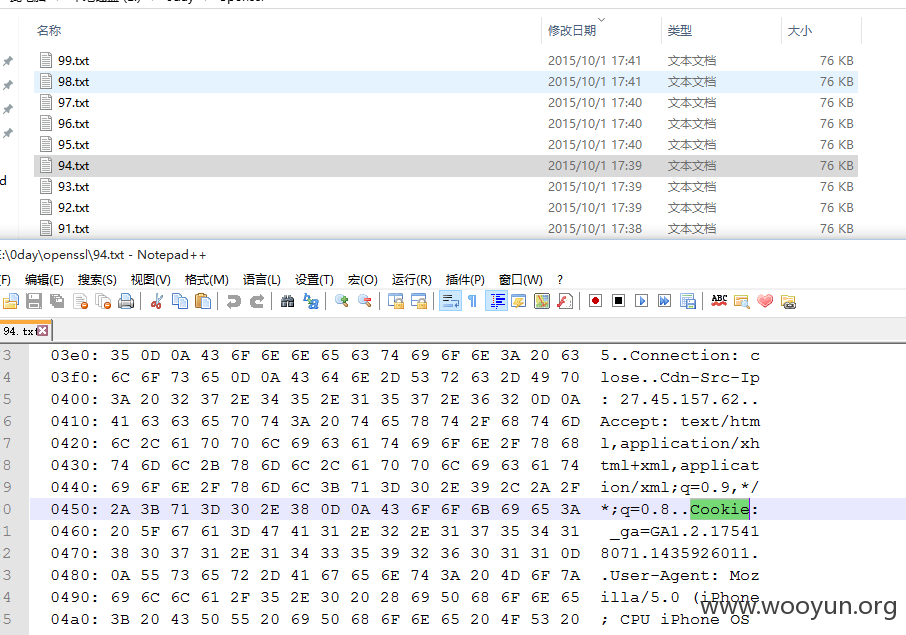 名称 修改日期 类型 大小
99.txt 2015/10/1 17:41 文本文档 76 KB
98.txt 2015/10/1 17:41 文本文档 76 KB
97.txt 2015/10/1 17:40 文本文档 76 KB
96.txt 2015/10/1 17:40 文本文档 76 KB
95.txt 2015/10/1 17:40 文本文档 76 KB
94.txt 2015/10/1 17:39 文本文档 76 KB
d
93.txt 2015/10/1 17:39 文本文档 76 KB
92.txt 2015/10/1 17:39 文本文档 76 KB
91.txt 2015/10/1 17:38 文本文档 76 KB
E:\0day\openssl\94.txt - Notepad++
(F) 编辑(E) 搜索(S) 视图(V) 格式(M) 语言(L) 设置(T) 宏(O) 运行(R) 插件(P) 窗口(W) ?
ABC
94.txt
3 03e0: 35 0D 0A 43 6F 6E 6E 65 63 74 69 6F 6E 3A 20 63 5..Connection: c
4 03f0: 6C 6F 73 65 0D 0A 43 64 6E 2D 53 72 63 2D 49 70 lose..Cdn-Src-Ip
5 0400: 3A 20 32 37 2E 34 35 2E 31 35 37 2E 36 32 0D 0A : 27.45.157.62..
6 0410: 41 63 63 65 70 74 3A 20 74 65 78 74 2F 68 74 6D Accept: text/htm
7 0420: 6C 2C 61 70 70 6C 69 63 61 74 69 6F 6E 2F 78 68 l,application/xh
8 0430: 74 6D 6C 2B 78 6D 6C 2C 61 70 70 6C 69 63 61 74 tml+xml,applicat
9 0440: 69 6F 6E 2F 78 6D 6C 3B 71 3D 30 2E 39 2C 2A 2F ion/xml;q=0.9,*/
0 0450: 2A 3B 71 3D 30 2E 38 0D 0A 43 6F 6F 6B 69 65 3A *;q=0.8..Cookie:
1 0460: 20 5F 67 61 3D 47 41 31 2E 32 2E 31 37 35 34 31 _ga=GA1.2.17541
2 0470: 38 30 37 31 2E 31 34 33 35 39 32 36 30 31 31 0D 8071.1435926011.
3 0480: 0A 55 73 65 72 2D 41 67 65 6E 74 3A 20 4D 6F 7A .User-Agent: Moz
4 0490: 69 6C 6C 61 2F 35 2E 30 20 28 69 50 68 6F 6E 65 illa/5.0 (iPhone
5 04a0: 3B 20 43 50 55 20 69 50 68 6F 6E 65 20 4F 53 20 ; CPU iPhone OS
www.wooyun.org